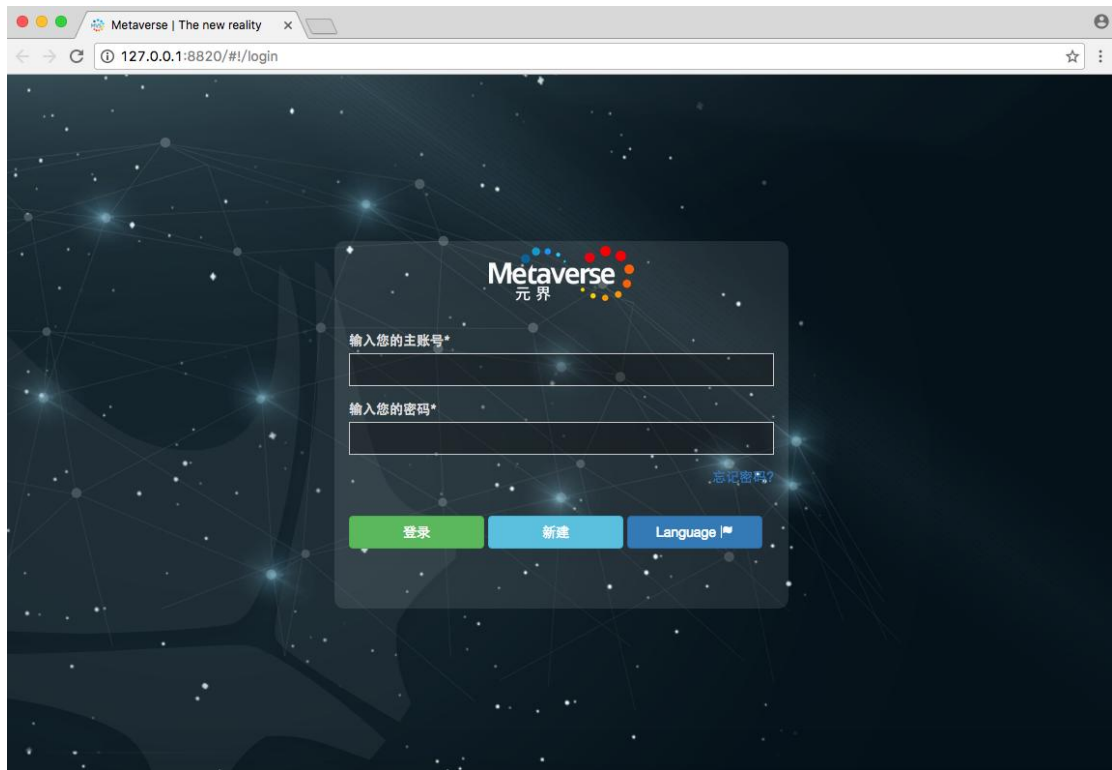 Metaverse | The new reality
127.0.0.1:8820/#!/login
Metaverse
元界
输入您的主账号*
输入您的密码*
忘记密码?
登录 新建 Language